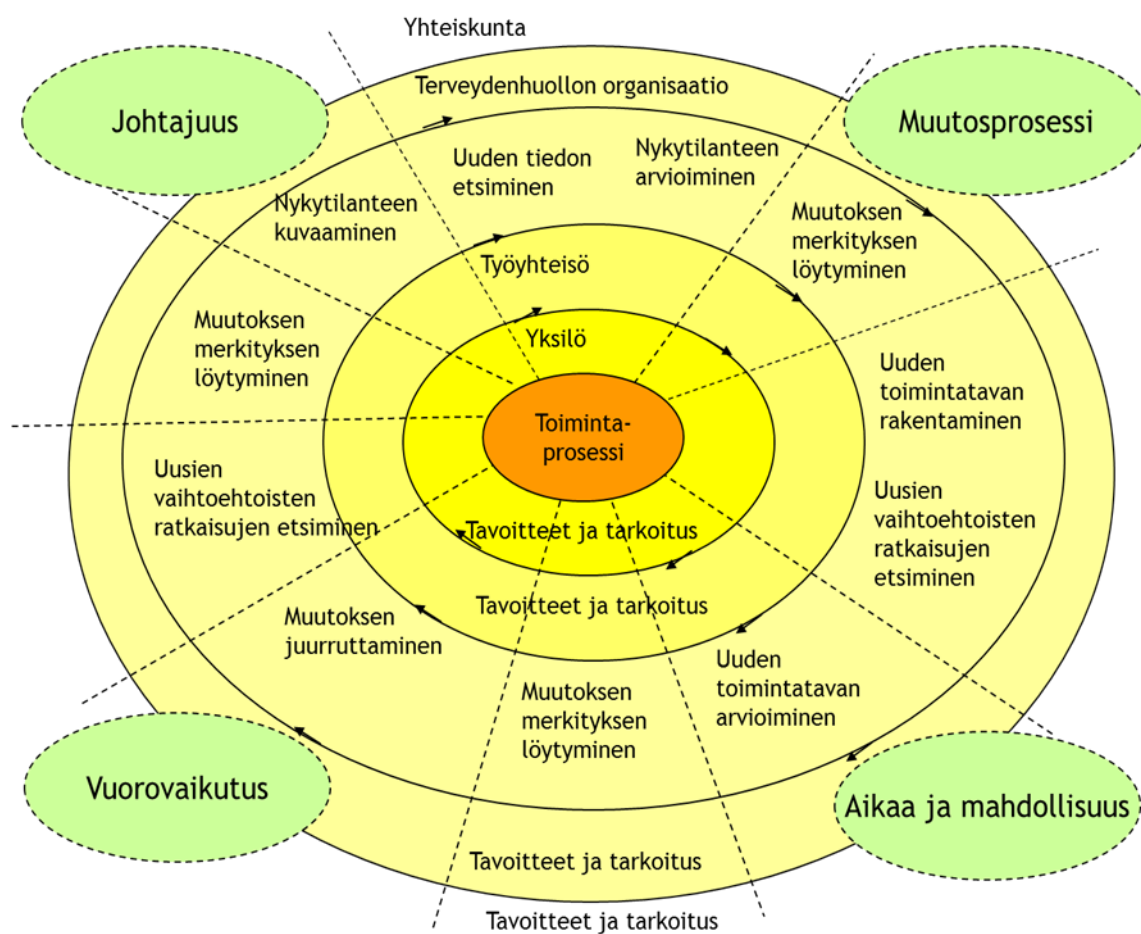 Yhteiskunta
Terveydenhuollon organisaatio
Johtajuus
Muutosprosessi
Uuden tiedon
etsiminen
Nykytilanteen
arvioiminen
Nykytilanteen
kuvaaminen
Muutoksen
merkityksen
löytyminen
Työyhteisö
Muutoksen
merkityksen
löytyminen
Yksilö
Uuden
toimintatavan
rakentaminen
Toiminta-
prosessi
Uusien
vaihtoehtoisten
ratkaisujen etsiminen
Uusien
vaihtoehtoisten
ratkaisujen
etsiminen
Tavoitteet ja tarkoitus
Tavoitteet ja tarkoitus
Muutoksen
juurruttaminen
Uuden
toimintatavan
arvioiminen
Muutoksen
merkityksen
löytyminen
Vuorovaikutus
Aikaa ja mahdollisuus
Tavoitteet ja tarkoitus
Tavoitteet ja tarkoitus